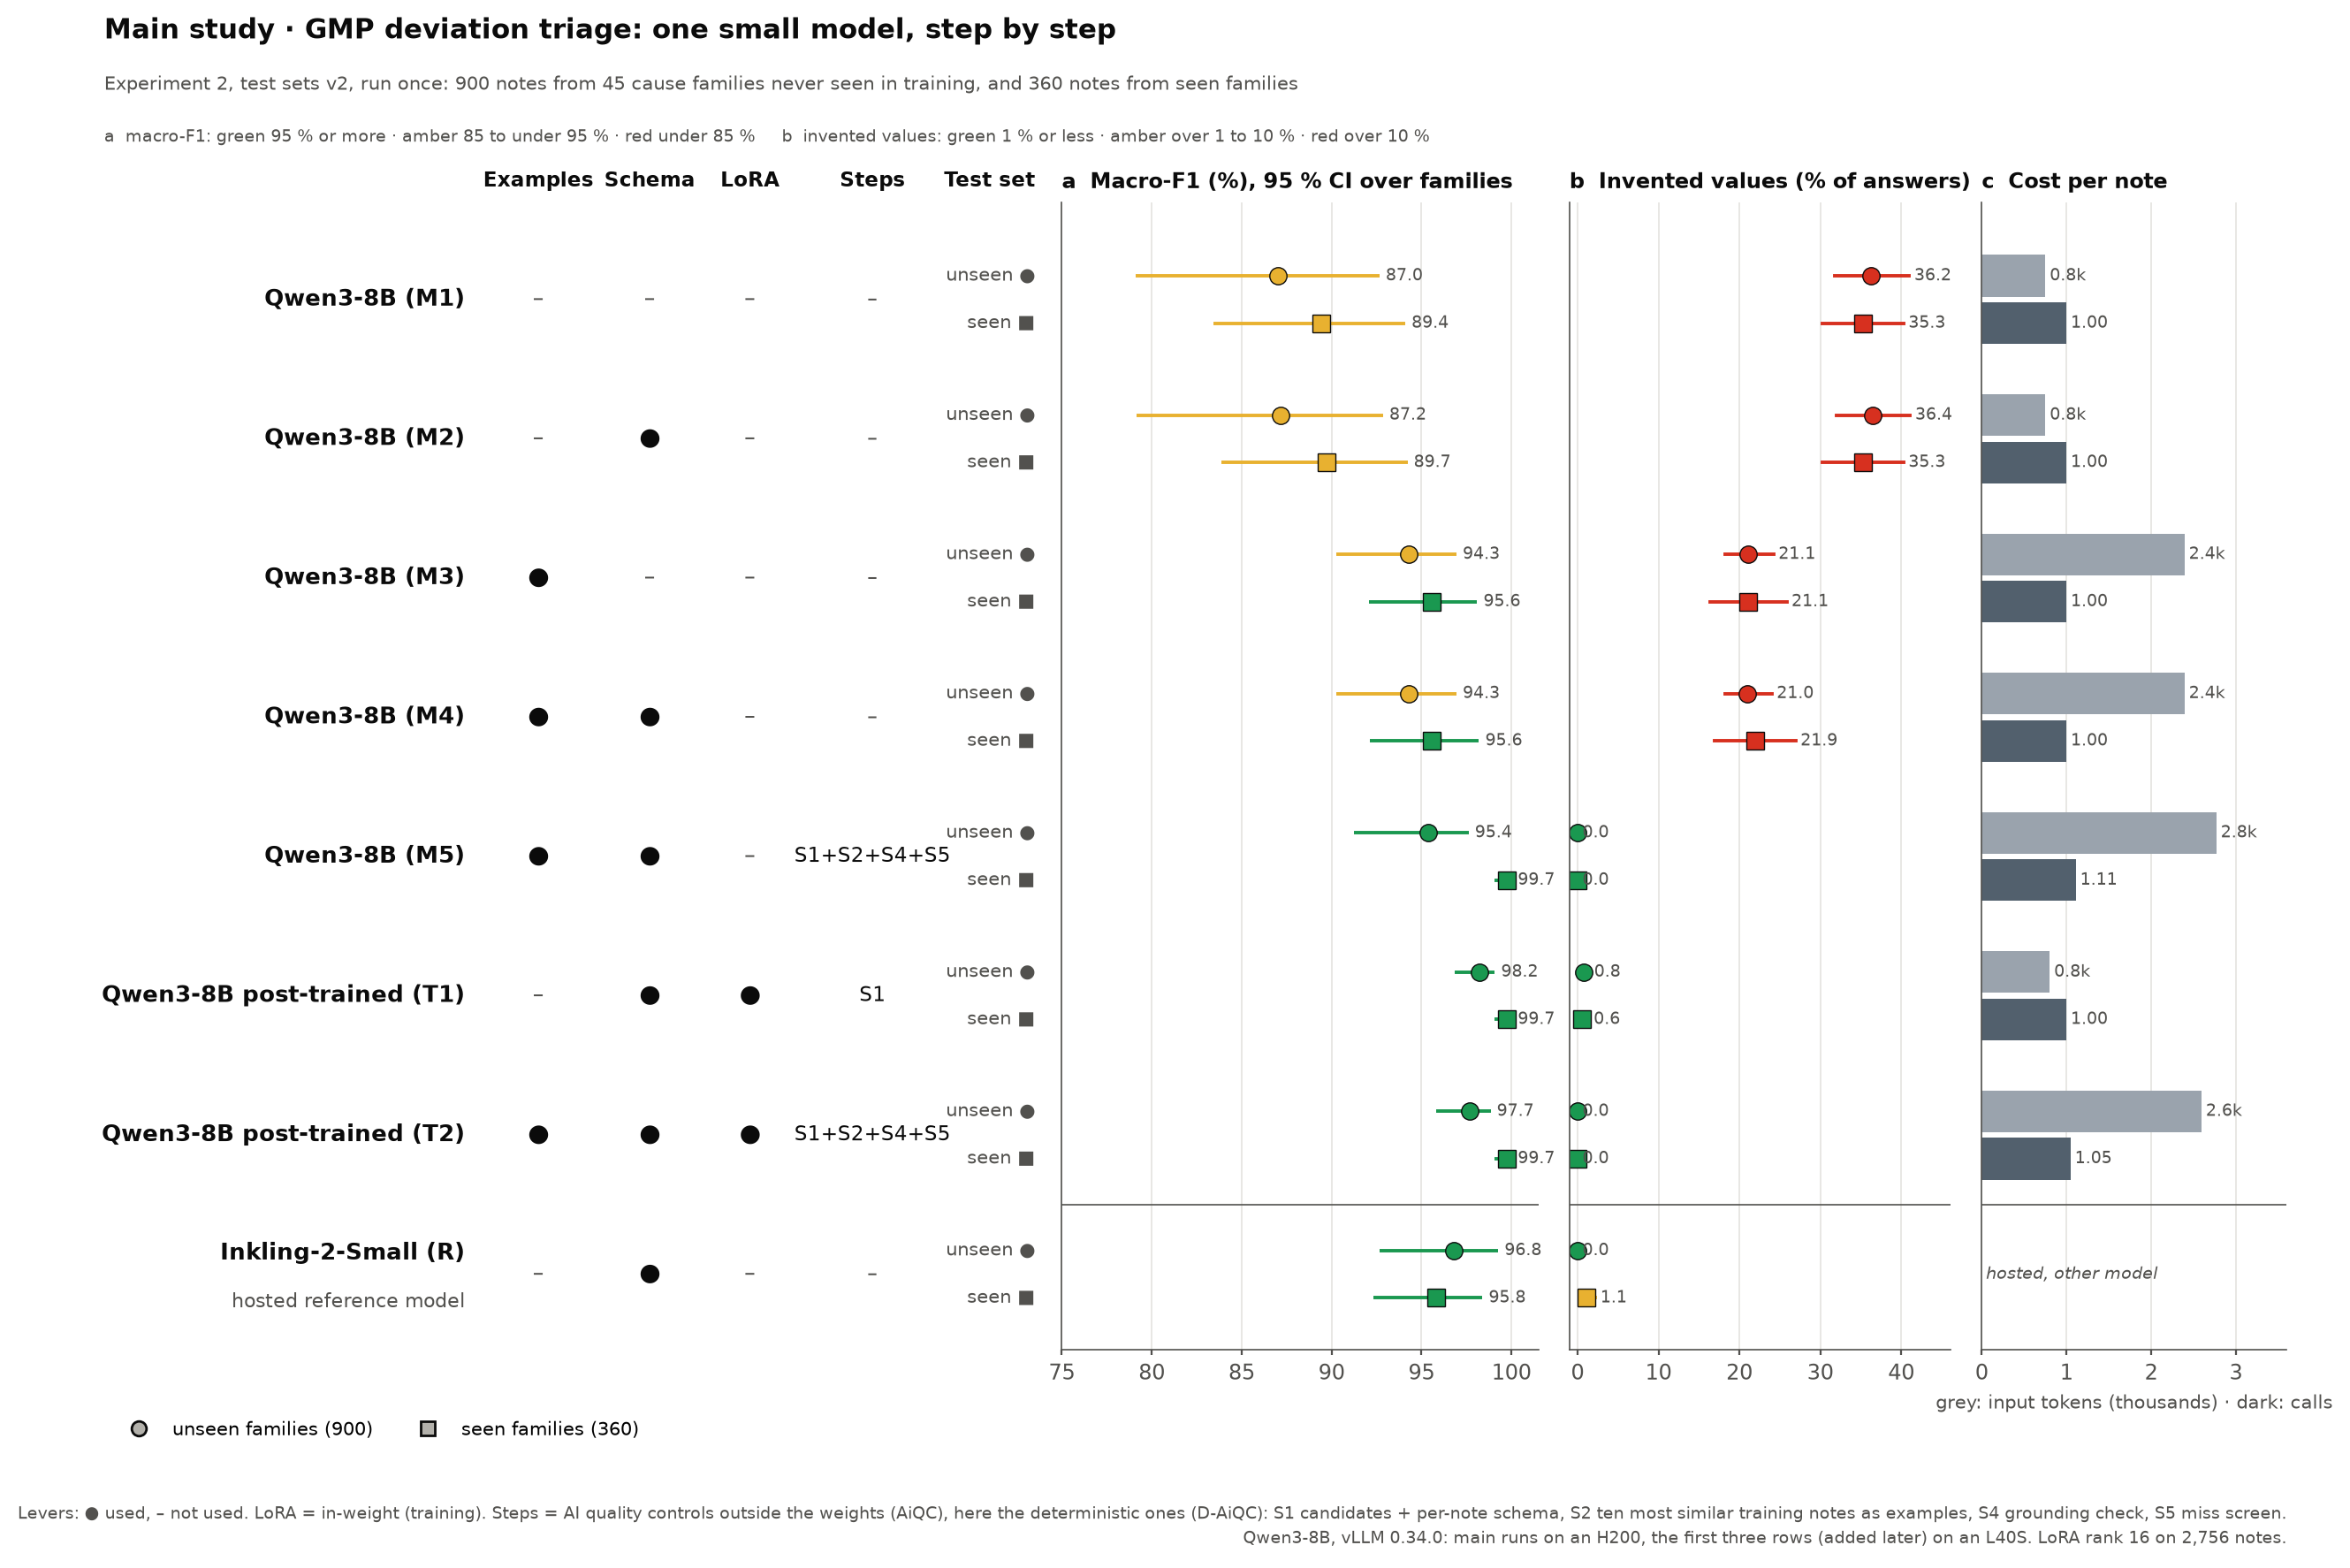 Main study · GMP deviation triage: one small model, step by step
Experiment 2, test sets v2, run once: 900 notes from 45 cause families never seen in training, and 360 notes from seen families
a macro-F1: green 95 % or more · amber 85 to under 95 % · red under 85 % b invented values: green 1 % or less · amber over 1 to 10 % · red over 10 %
Examples Schema LoRA Steps Test set a Macro-F1 (%), 95 % CI over families b Invented values (% of answers) c Cost per note
unseen 87.0 36.2 0.8k
Qwen3-8B (M1) – – – –
seen 89.4 35.3 1.00
unseen 87.2 36.4 0.8k
Qwen3-8B (M2) – ● – –
seen 89.7 35.3 1.00
unseen 94.3 21.1 2.4k
Qwen3-8B (M3) ● – – –
seen 95.6 21.1 1.00
unseen 94.3 21.0 2.4k
Qwen3-8B (M4) ● ● – –
seen 95.6 21.9 1.00
unseen 95.4 0.0 2.8k
Qwen3-8B (M5) ● ● – S1+S2+S4+S5
seen 99.7 0.0 1.11
unseen 98.2 0.8 0.8k
Qwen3-8B post-trained (T1) – ● ● S1
seen 99.7 0.6 1.00
unseen 97.7 0.0 2.6k
Qwen3-8B post-trained (T2) ● ● ● S1+S2+S4+S5
seen 99.7 0.0 1.05
Inkling-2-Small (R) unseen 96.8 0.0
– ● – – hosted, other model
hosted reference model seen 95.8 1.1
75 80 85 90 95 100 0 10 20 30 40 0 1 2 3
grey: input tokens (thousands) · dark: calls
unseen families (900) seen families (360)
Levers: ● used, – not used. LoRA = in-weight (training). Steps = AI quality controls outside the weights (AiQC), here the deterministic ones (D-AiQC): S1 candidates + per-note schema, S2 ten most similar training notes as examples, S4 grounding check, S5 miss screen.
Qwen3-8B, vLLM 0.34.0: main runs on an H200, the first three rows (added later) on an L40S. LoRA rank 16 on 2,756 notes.